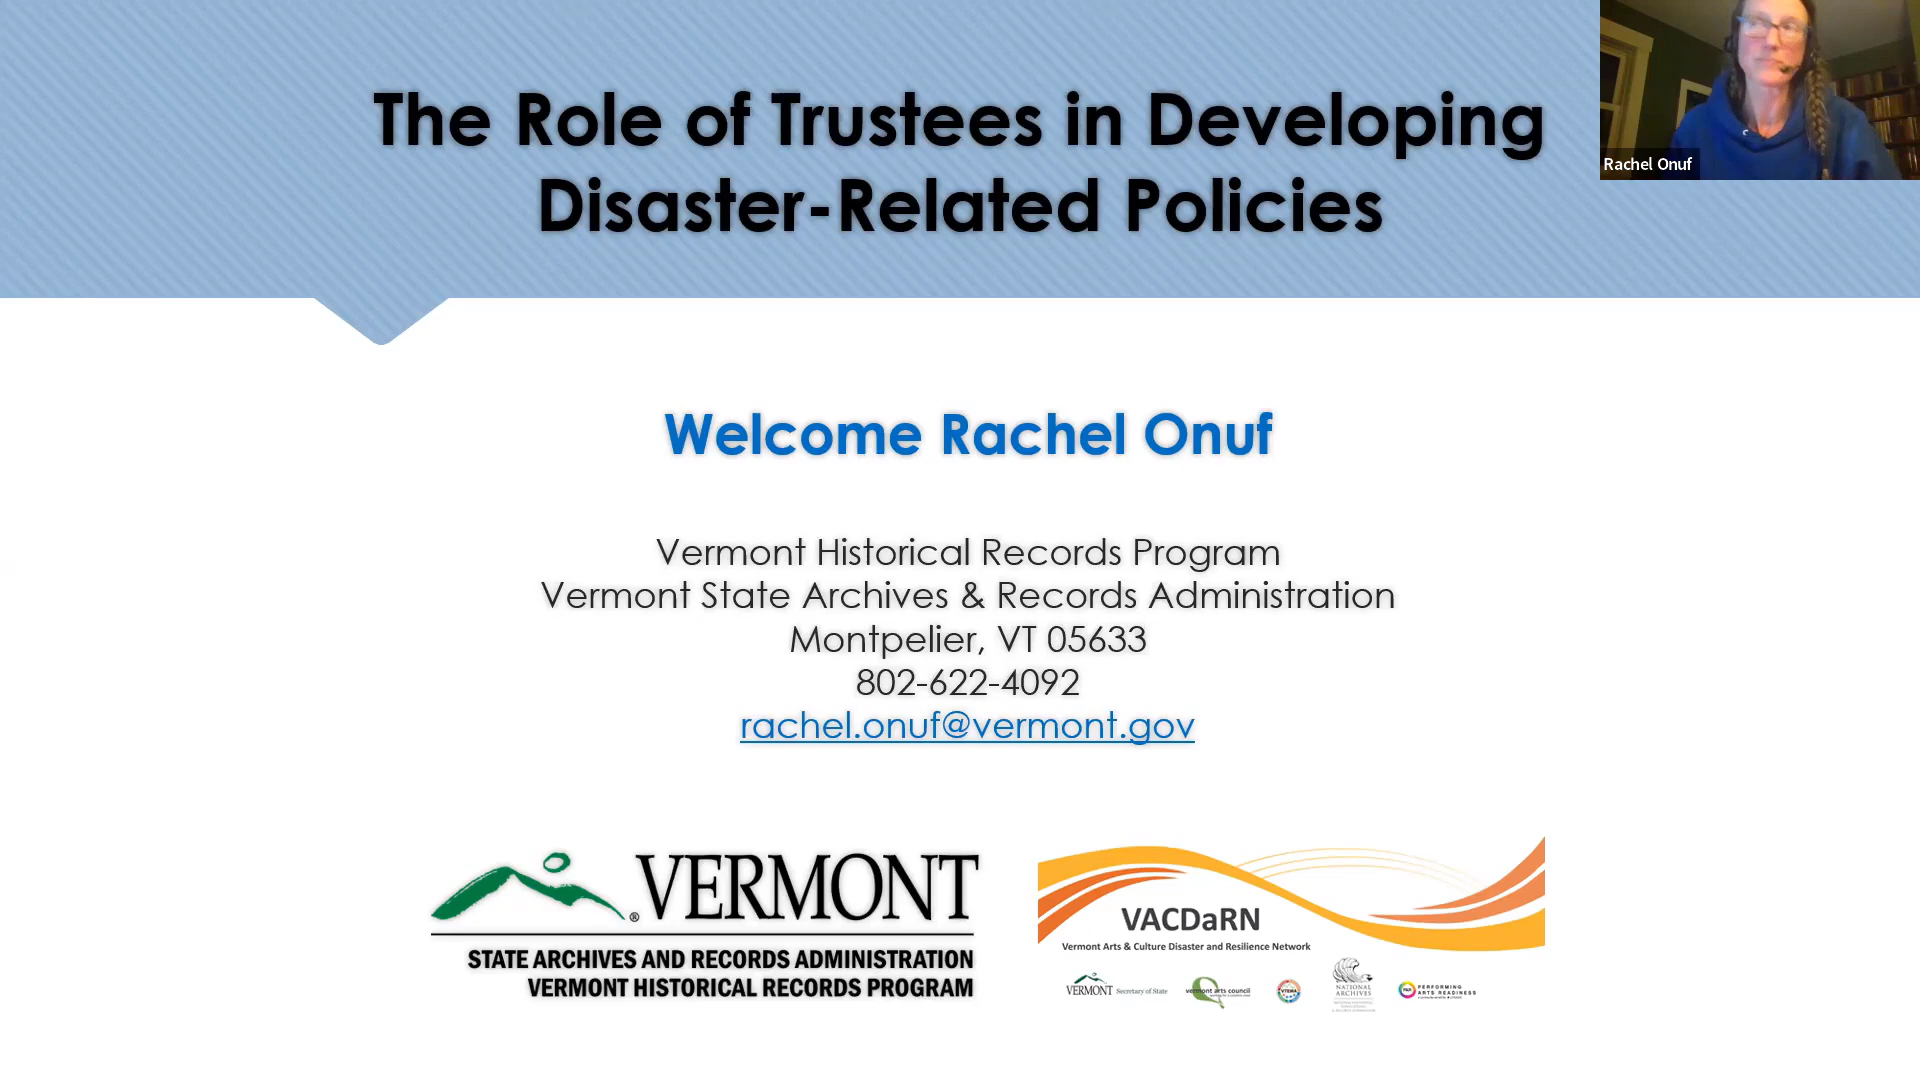 The Role of Trustees in Developing
Disaster-Related Policies
Rachel Onuf
Welcome Rachel Onuf
Vermont Historical Records Program
Vermont State Archives & Records Administration
Montpelier, VT 05633
802-622-4092
rachel.onuf@vermont.gov
® VERMONT
STATE ARCHIVES AND RECORDS ADMINISTRATION
VERMONT HISTORICAL RECORDS PROGRAM
VACDaRN
Vermont Arts & Culture Disaster and Resilience Network
VERMONT Secretary of State
vermont arts council
VTEMA
NATIONAL
ARCHIVES
PAR
PERFORMING
ARTS READINESS